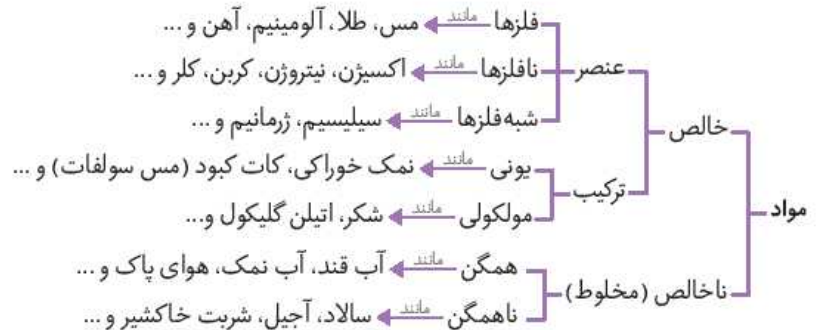 مواد
خالص
عنصر
فلزها مانند مس، طلا، آلومینیم، آهن و ...
نافلزها مانند اکسیژن، نیتروژن، کربن، کلر و ...
شبه‌فلزها مانند سیلیسیم، ژرمانیم و ...
ترکیب
یونی مانند نمک خوراکی، کات کبود (مس سولفات) و ...
مولکولی مانند شکر، اتیلن گلیکول و...
ناخالص (مخلوط)
همگن مانند آب قند، آب نمک، هوای پاک و ...
ناهمگن مانند سالاد، آجیل، شربت خاکشیر و ...